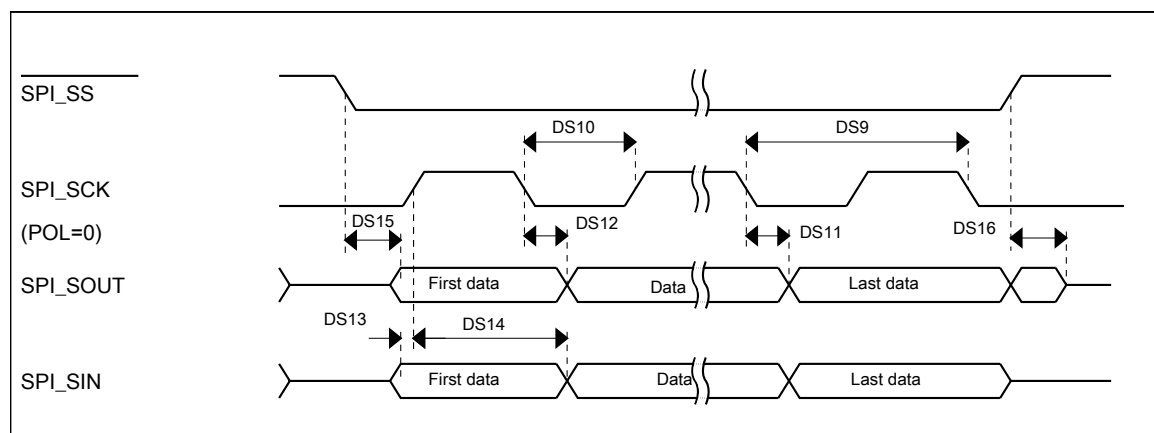 SPI_SS
DS10
DS9
SPI_SCK
(POL=0)
DS15
DS12
DS11
DS16
SPI_SOUT
First data
Data
Last data
DS13
DS14
SPI_SIN
First data
Data
Last data